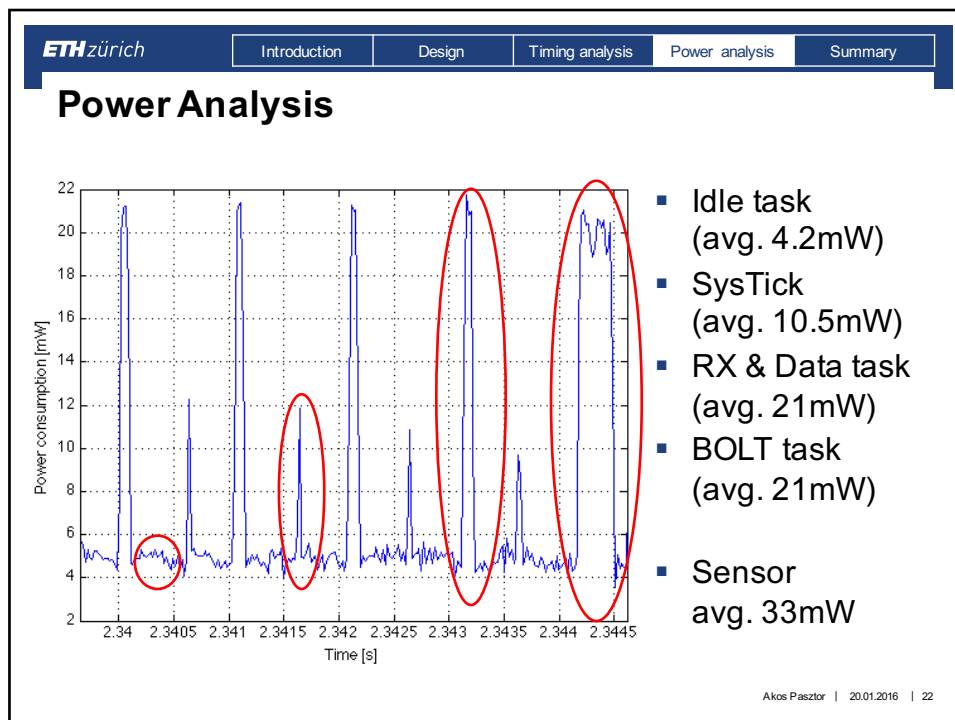 ETH zürich
Introduction
Design
Timing analysis
Power analysis
Summary
Power Analysis
22
20
18
16
14
12
10
8
6
4
2
Power consumption [mW]
2.34 2.3405 2.341 2.3415 2.342 2.3425 2.343 2.3435 2.344 2.3445
Time [s]
▪ Idle task
(avg. 4.2mW)
▪ SysTick
(avg. 10.5mW)
▪ RX & Data task
(avg. 21mW)
▪ BOLT task
(avg. 21mW)
▪ Sensor
avg. 33mW
Akos Pasztor | 20.01.2016 | 22